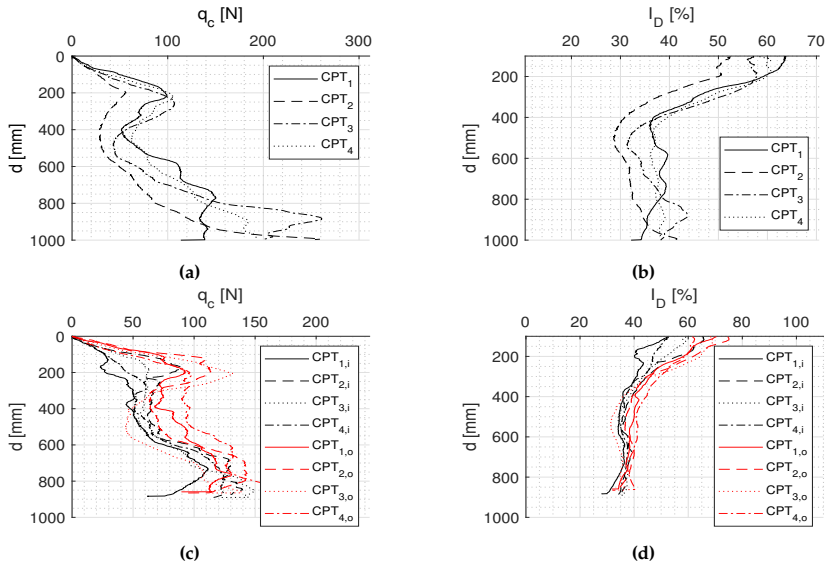 q_c [N]
0 100 200 300
0
200
400
600
800
1000
d [mm]
CPT_1
CPT_2
CPT_3
CPT_4
(a)
I_D [%]
20 30 40 50 60 70
200
400
600
800
1000
d [mm]
CPT_1
CPT_2
CPT_3
CPT_4
(b)
q_c [N]
0 50 100 150 200
0
200
400
600
800
1000
d [mm]
CPT_1,i
CPT_2,i
CPT_3,i
CPT_4,i
CPT_1,o
CPT_2,o
CPT_3,o
CPT_4,o
(c)
I_D [%]
0 20 40 60 80 100
200
400
600
800
1000
d [mm]
CPT_1,i
CPT_2,i
CPT_3,i
CPT_4,i
CPT_1,o
CPT_2,o
CPT_3,o
CPT_4,o
(d)